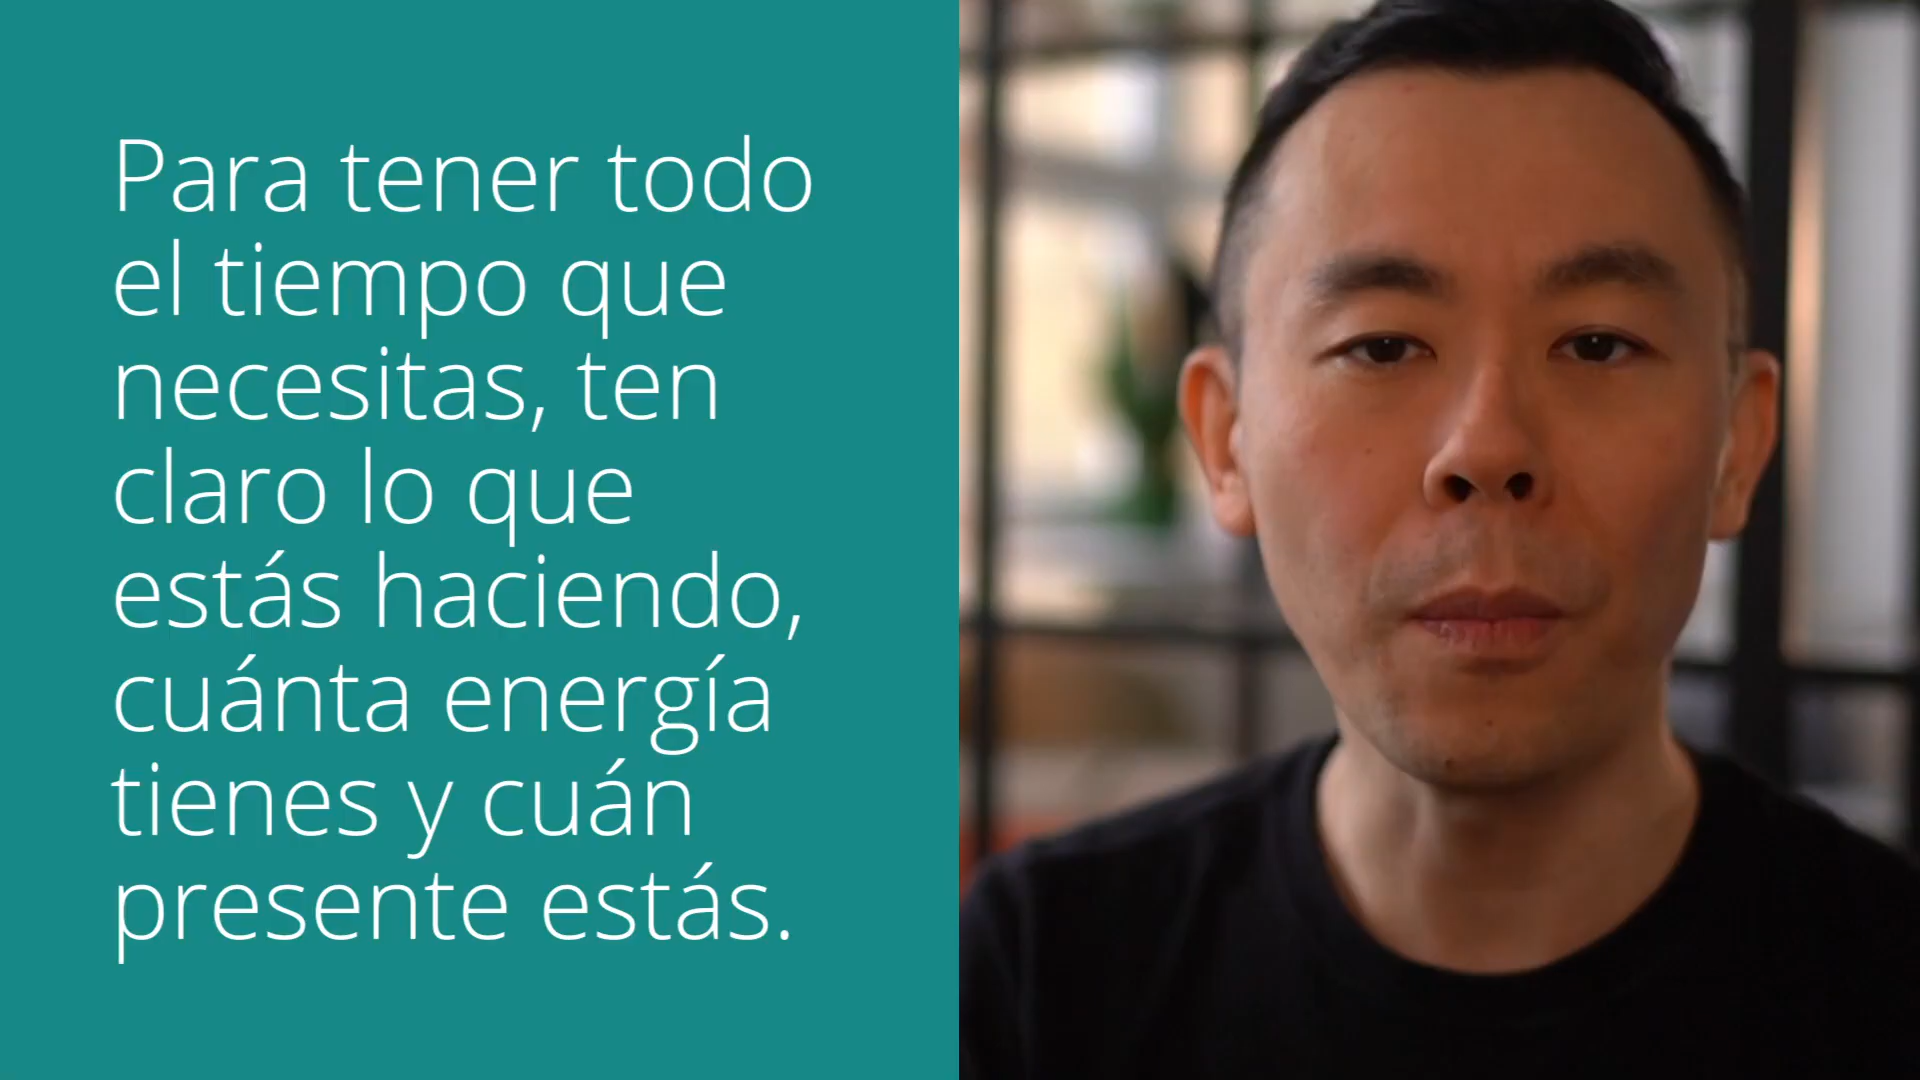 Para tener todo
el tiempo que
necesitas, ten
claro lo que
estás haciendo,
cuánta energía
tienes y cuán
presente estás.